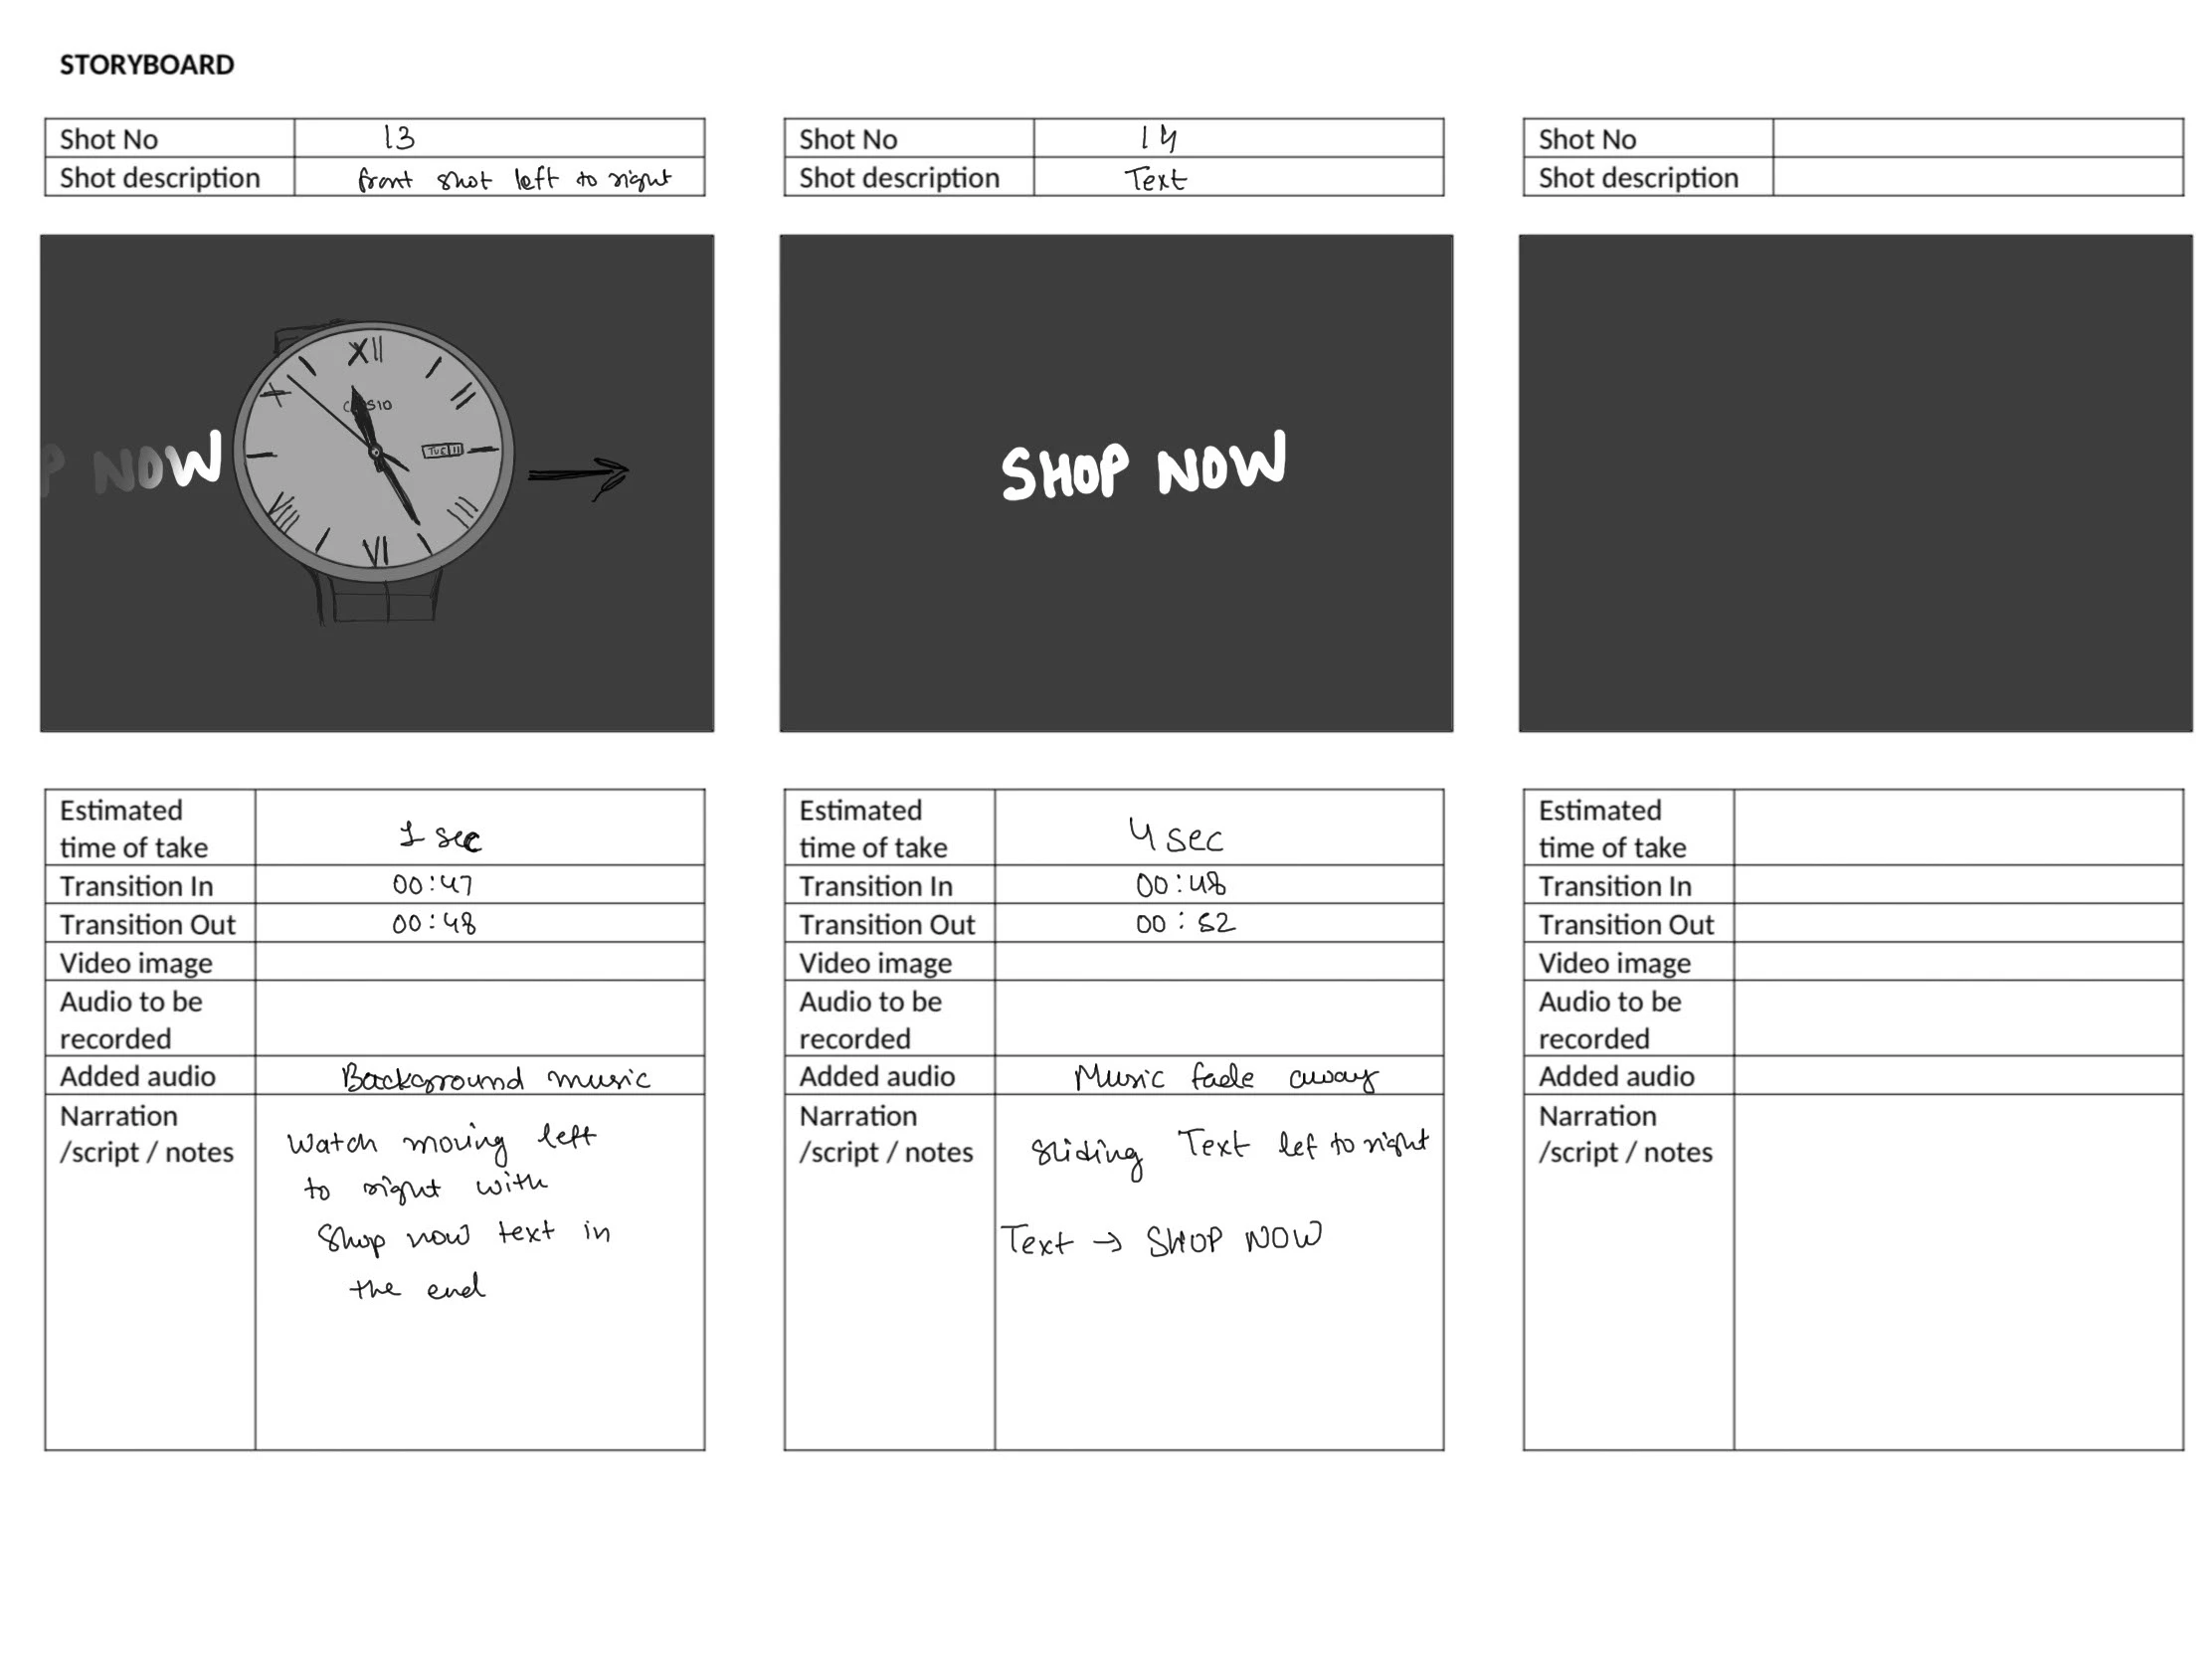 STORYBOARD
Shot No 13
Shot description front shot left to right
P NOW
XII
X
CASIO
TUE 11
VI
Estimated
time of take 1 sec
Transition In 00:47
Transition Out 00:48
Video image
Audio to be
recorded
Added audio Background music
Narration
/script / notes
Watch moving left
to right with
Shop now text in
the end
Shot No 14
Shot description Text
SHOP NOW
Estimated
time of take 4 sec
Transition In 00:48
Transition Out 00:52
Video image
Audio to be
recorded
Added audio Music fade away
Narration
/script / notes
Sliding Text lef to right
Text → SHOP NOW
Shot No
Shot description
Estimated
time of take
Transition In
Transition Out
Video image
Audio to be
recorded
Added audio
Narration
/script / notes